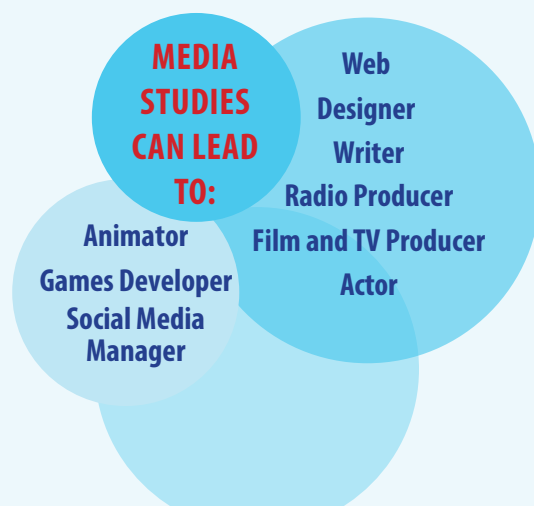 MEDIA
STUDIES
CAN LEAD
TO:
Web
Designer
Writer
Radio Producer
Film and TV Producer
Actor
Animator
Games Developer
Social Media
Manager